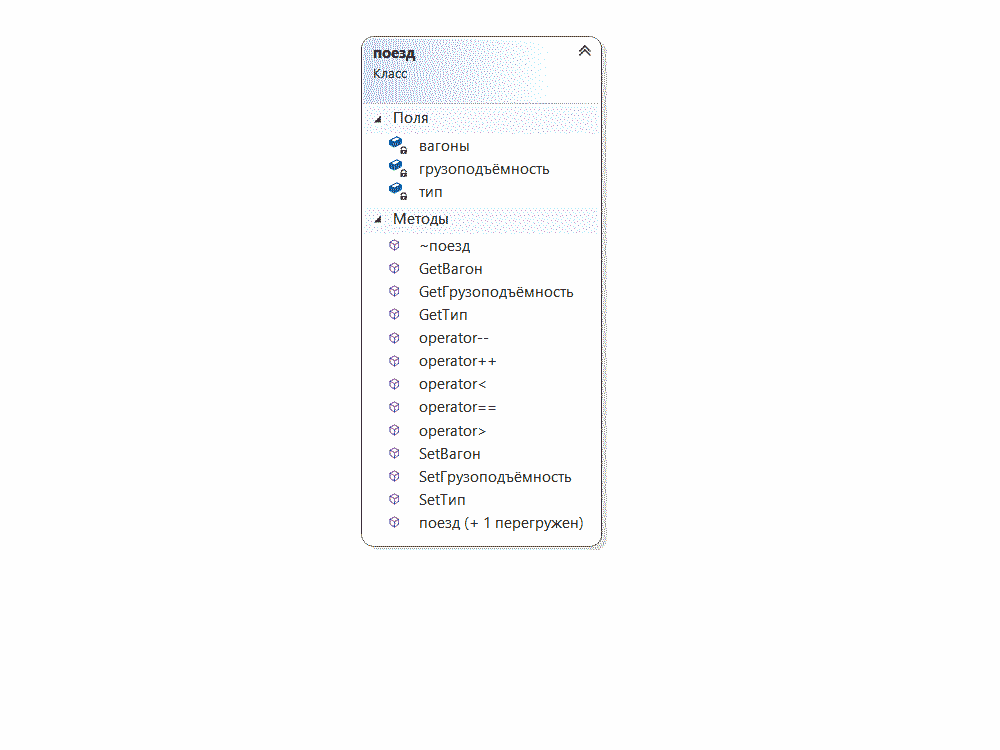 поезд
Класс
Поля
вагоны
грузоподъёмность
тип
Методы
~поезд
GetВагон
GetГрузоподъёмность
GetТип
operator--
operator++
operator<
operator==
operator>
SetВагон
SetГрузоподъёмность
SetТип
поезд (+ 1 перегружен)